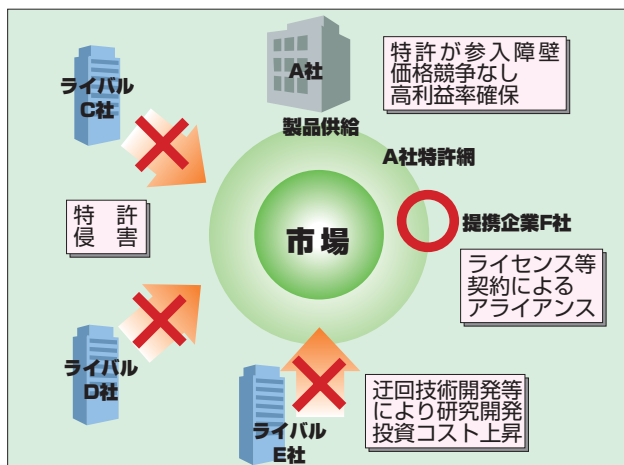 ライバル
C社
A社
製品供給
特許が参入障壁
価格競争なし
高利益率確保
A社特許網
特許
侵害
市場
提携企業F社
ライセンス等
契約による
アライアンス
ライバル
D社
ライバル
E社
迂回技術開発等
により研究開発
投資コスト上昇